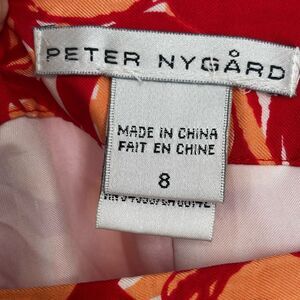 PETER NYGÅRD
MADE IN CHINA
FAIT EN CHINE
8